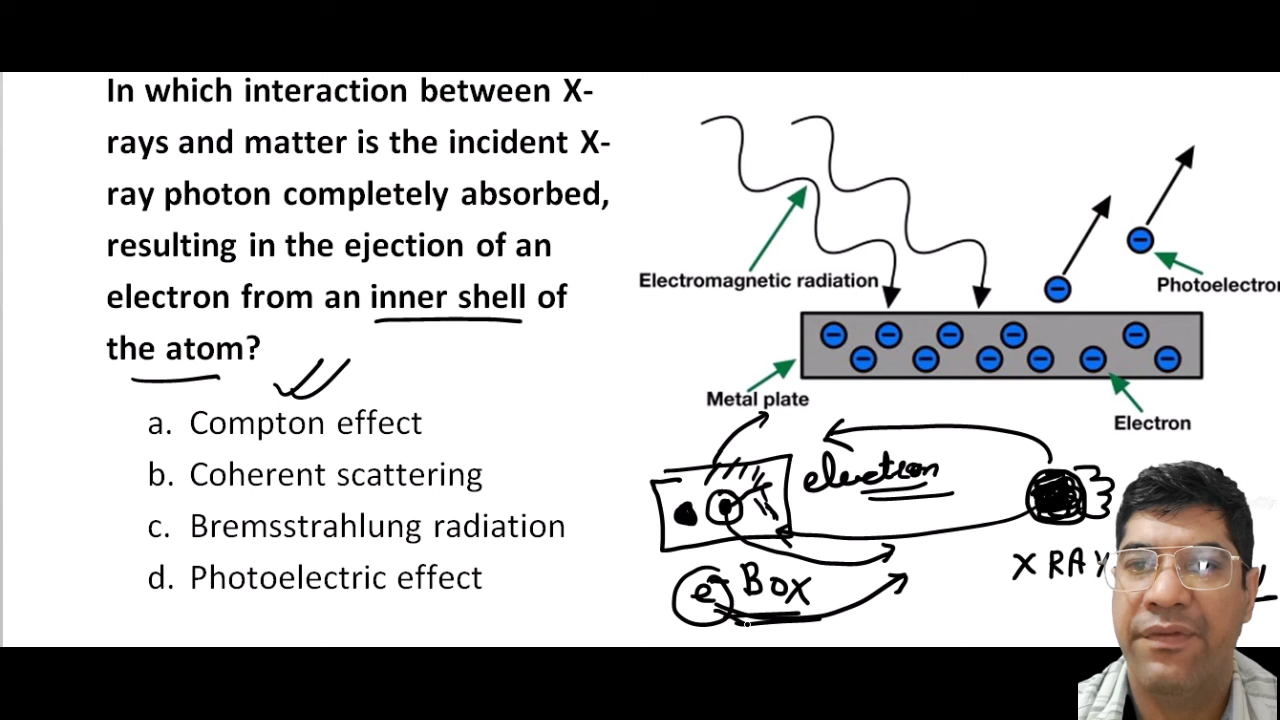 In which interaction between X-
rays and matter is the incident X-
ray photon completely absorbed,
resulting in the ejection of an
electron from an inner shell of
the atom?
a. Compton effect
b. Coherent scattering
c. Bremsstrahlung radiation
d. Photoelectric effect
Electromagnetic radiation
Photoelectron
Metal plate
Electron
election
X RAY
e- BOX